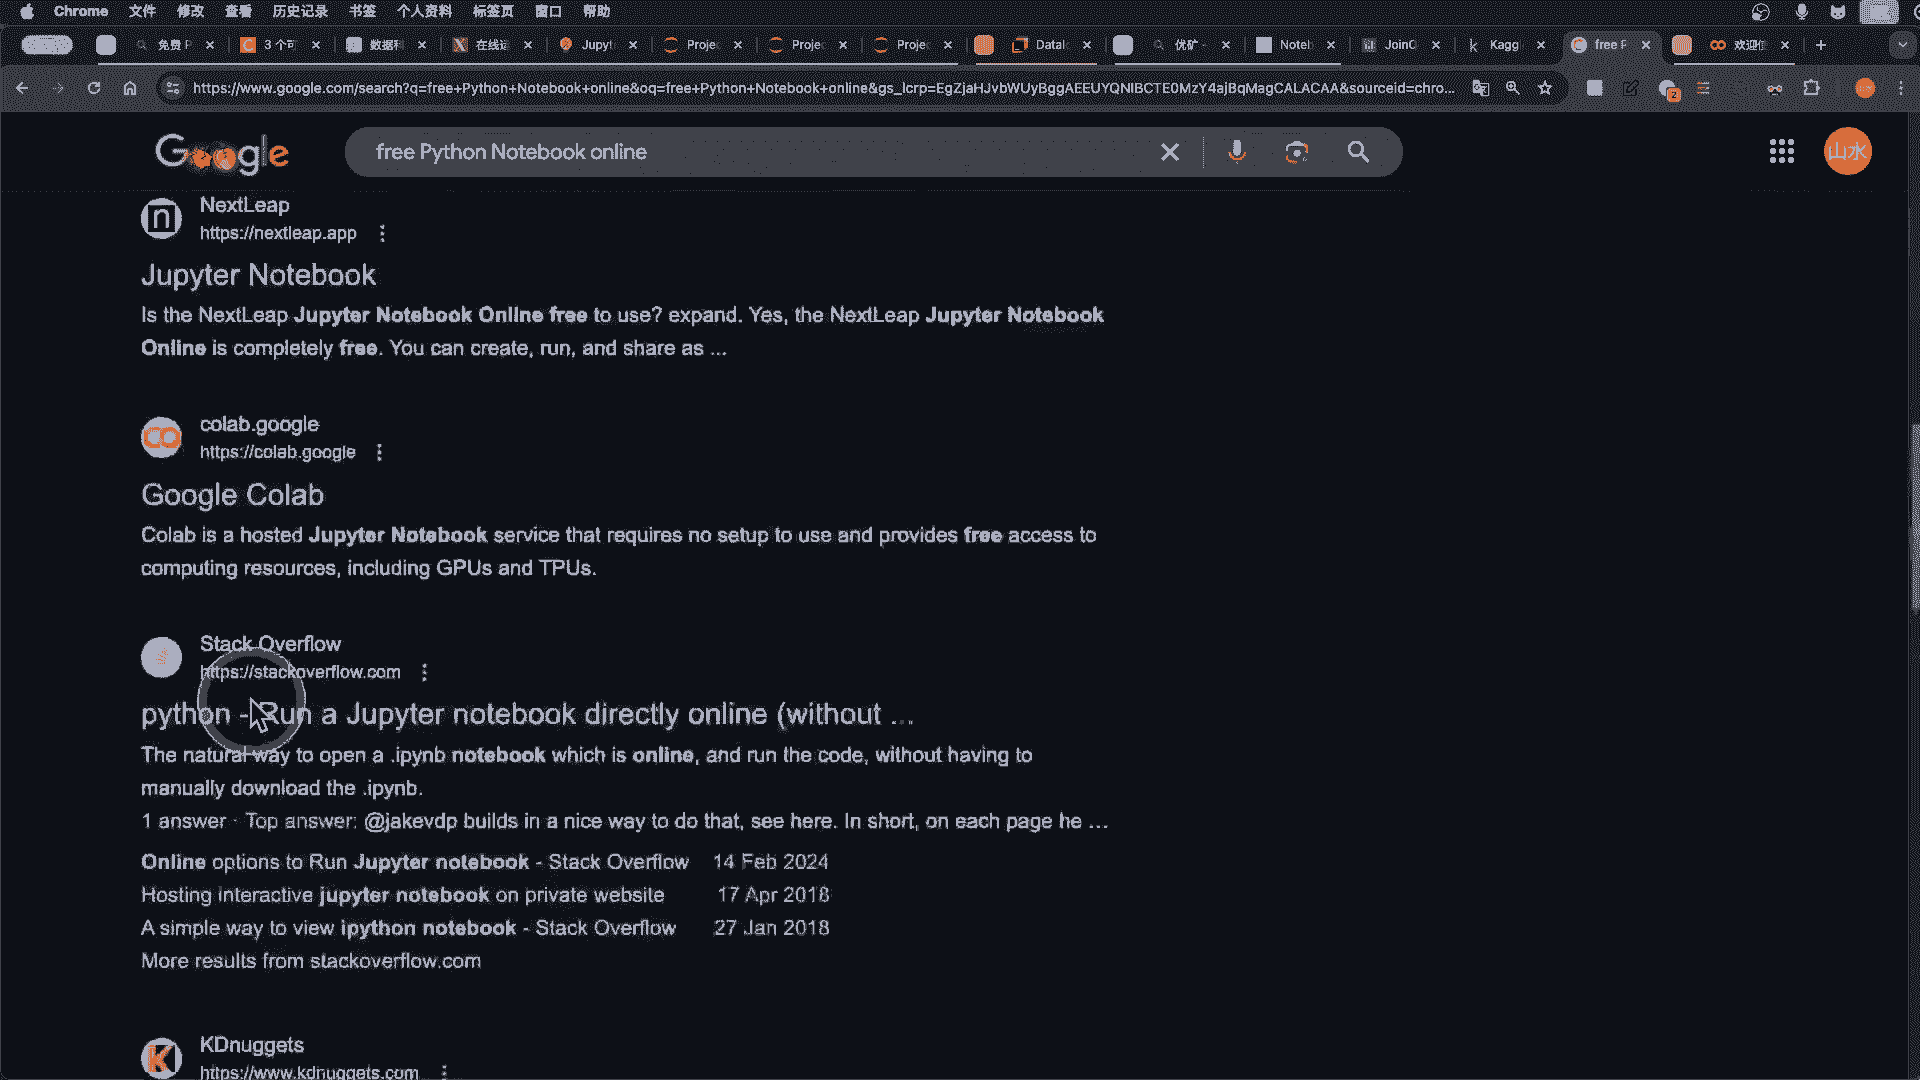 Chrome 文件 修改 查看 历史记录 书签 个人资料 标签页 窗口 帮助
免费 P 3 个可 数据科 在线运 Jupyt Projec Projec Projec Datal 优矿 - Noteb JoinQ Kagg free P 欢迎使
https://www.google.com/search?q=free+Python+Notebook+online&oq=free+Python+Notebook+online&gs_lcrp=EgZjaHJvbWUyBggAEEUYQNIBCTE0MzY4ajBqMagCALACAA&sourceid=chro...
2
Google
free Python Notebook online
山水
NextLeap
https://nextleap.app
Jupyter Notebook
Is the NextLeap Jupyter Notebook Online free to use? expand. Yes, the NextLeap Jupyter Notebook
Online is completely free. You can create, run, and share as ...
colab.google
https://colab.google
Google Colab
Colab is a hosted Jupyter Notebook service that requires no setup to use and provides free access to
computing resources, including GPUs and TPUs.
Stack Overflow
https://stackoverflow.com
python - Run a Jupyter notebook directly online (without ...
The natural way to open a .ipynb notebook which is online, and run the code, without having to
manually download the .ipynb.
1 answer · Top answer: @jakevdp builds in a nice way to do that, see here. In short, on each page he ...
Online options to Run Jupyter notebook - Stack Overflow 14 Feb 2024
Hosting interactive jupyter notebook on private website 17 Apr 2018
A simple way to view ipython notebook - Stack Overflow 27 Jan 2018
More results from stackoverflow.com
KDnuggets
https://www.kdnuggets.com